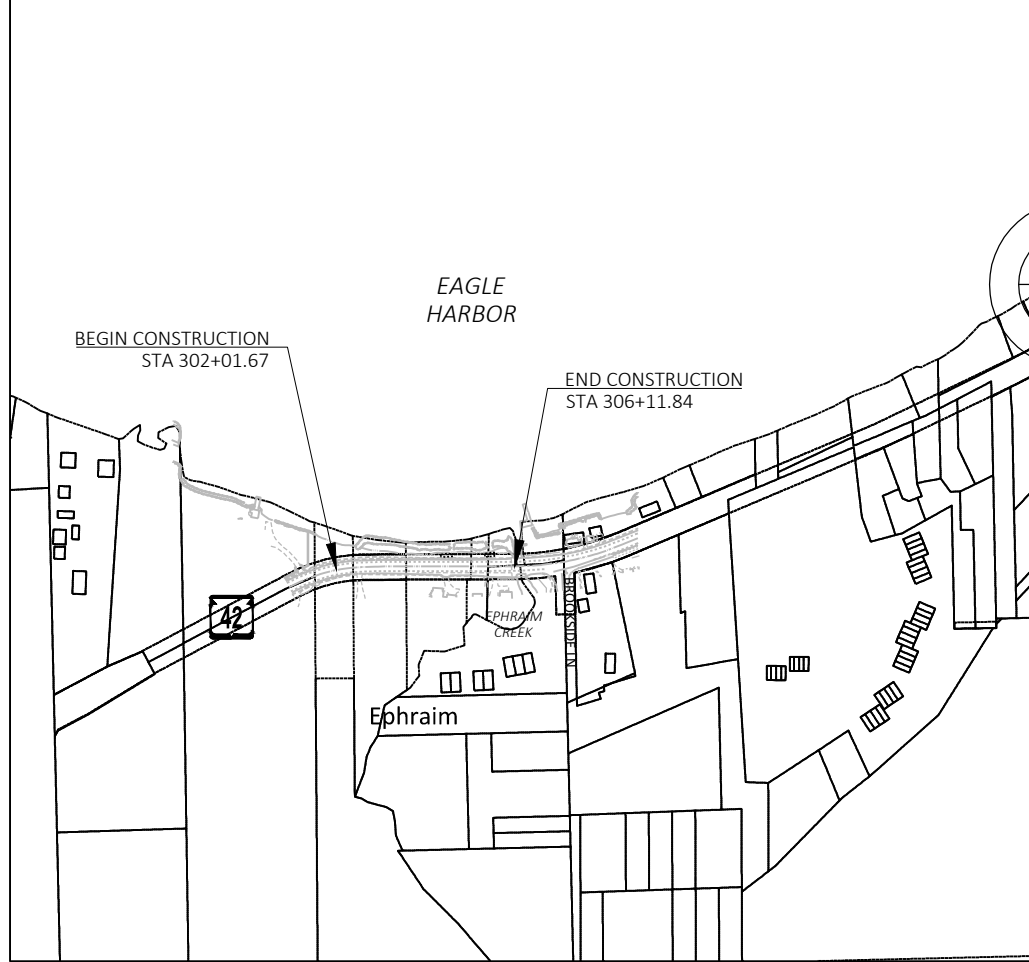 EAGLE
HARBOR
BEGIN CONSTRUCTION
STA 302+01.67
END CONSTRUCTION
STA 306+11.84
42
EPHRAIM
CREEK
BROOKSIDE LN
Ephraim